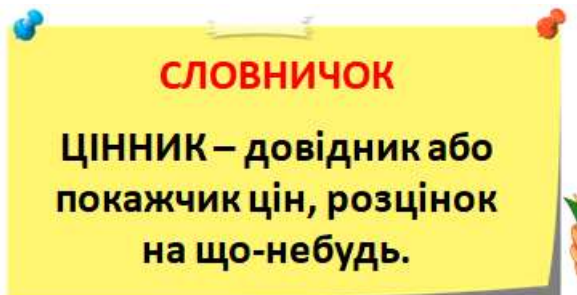 СЛОВНИЧОК
ЦІННИК – довідник або
покажчик цін, розцінок
на що-небудь.